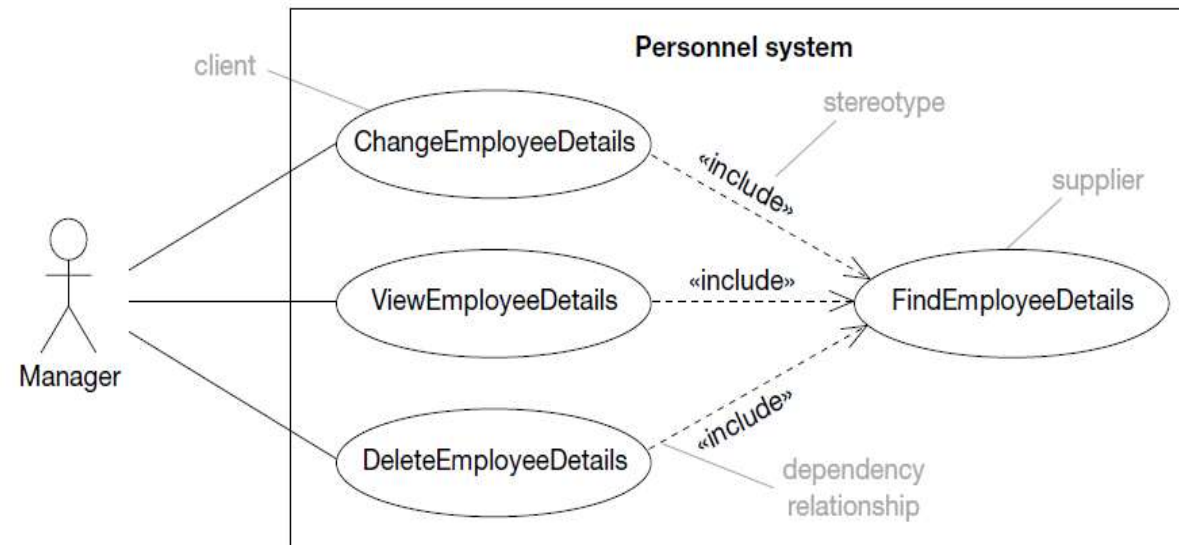 Personnel system
client
stereotype
ChangeEmployeeDetails
«include»
supplier
ViewEmployeeDetails
«include»
FindEmployeeDetails
Manager
«include»
DeleteEmployeeDetails
dependency
relationship